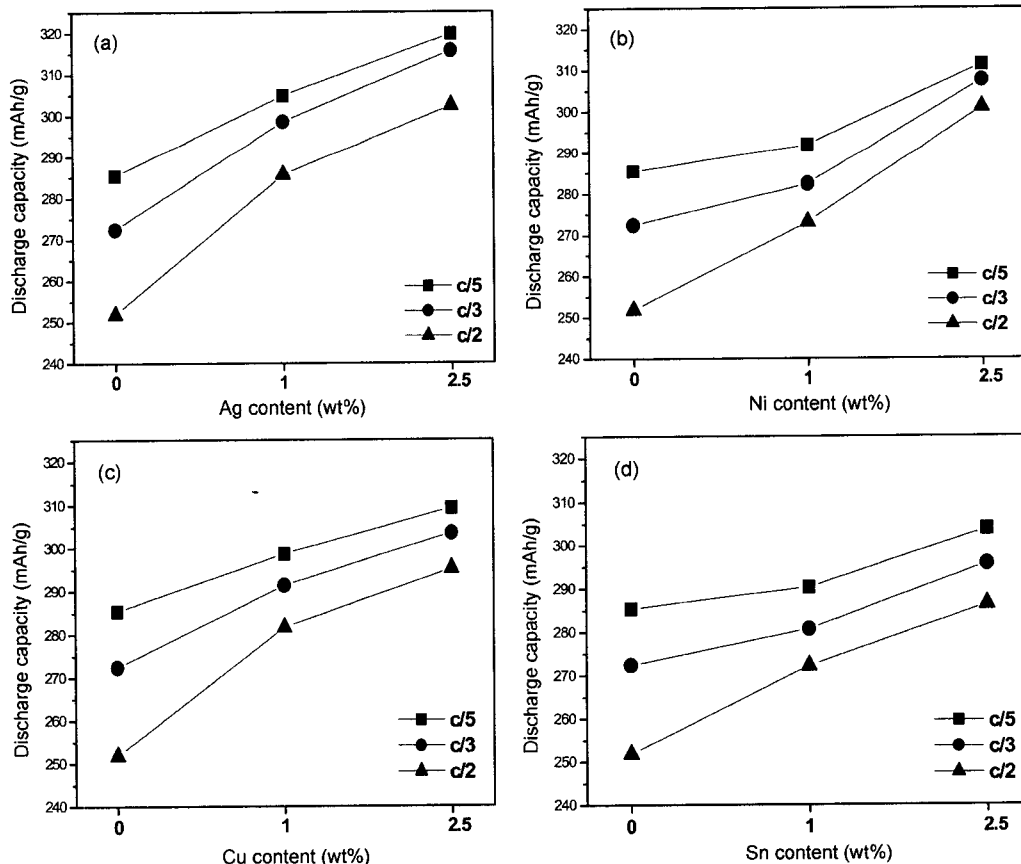 (a)
Discharge capacity (mAh/g)
320
310
300
290
280
270
260
250
240
c/5
c/3
c/2
0
1
2.5
Ag content (wt%)
(b)
Discharge capacity (mAh/g)
320
310
300
290
280
270
260
250
240
c/5
c/3
c/2
0
1
2.5
Ni content (wt%)
(c)
Discharge capacity (mAh/g)
320
310
300
290
280
270
260
250
240
c/5
c/3
c/2
0
1
2.5
Cu content (wt%)
(d)
Discharge capacity (mAh/g)
320
310
300
290
280
270
260
250
240
c/5
c/3
c/2
0
1
2.5
Sn content (wt%)